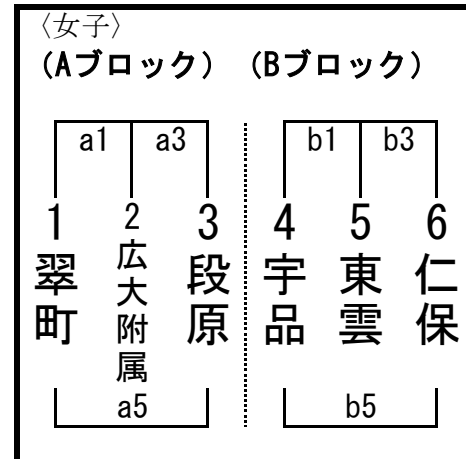 〈女子〉
(Aブロック) (Bブロック)
a1 a3 b1 b3
1 2 3 4 5 6
翠町 広大附属 段原 宇品 東雲 仁保
a5 b5